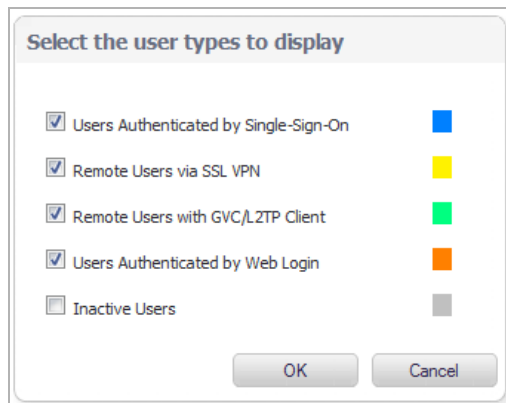 Select the user types to display
Users Authenticated by Single-Sign-On
Remote Users via SSL VPN
Remote Users with GVC/L2TP Client
Users Authenticated by Web Login
Inactive Users
OK Cancel